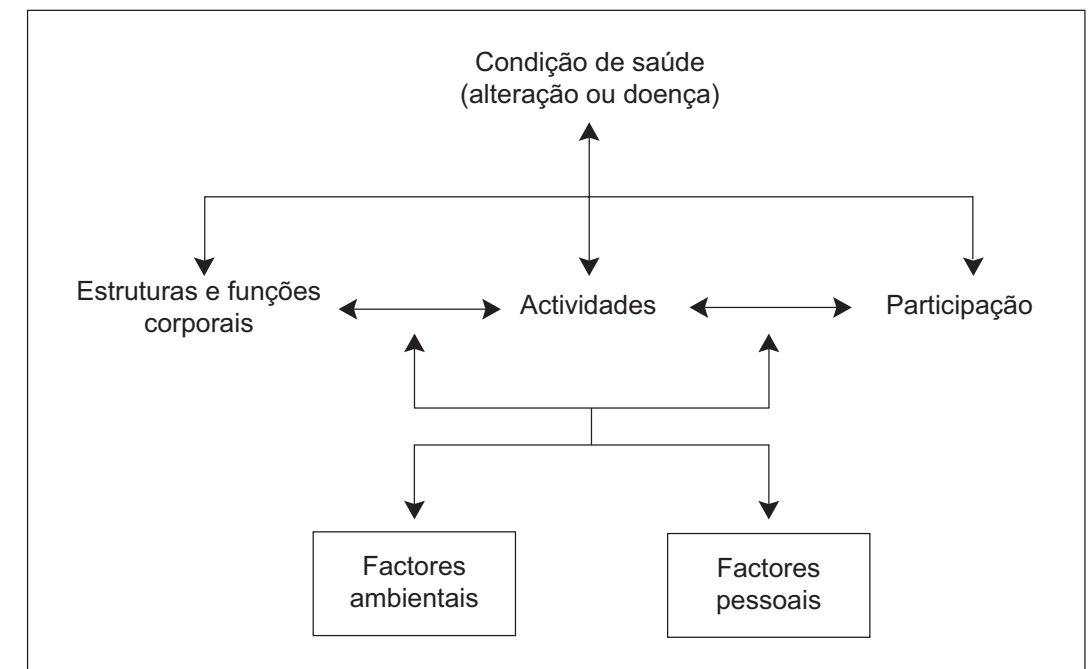 Condição de saúde
(alteração ou doença)
Estruturas e funções
corporais
Actividades
Participação
Factores
ambientais
Factores
pessoais